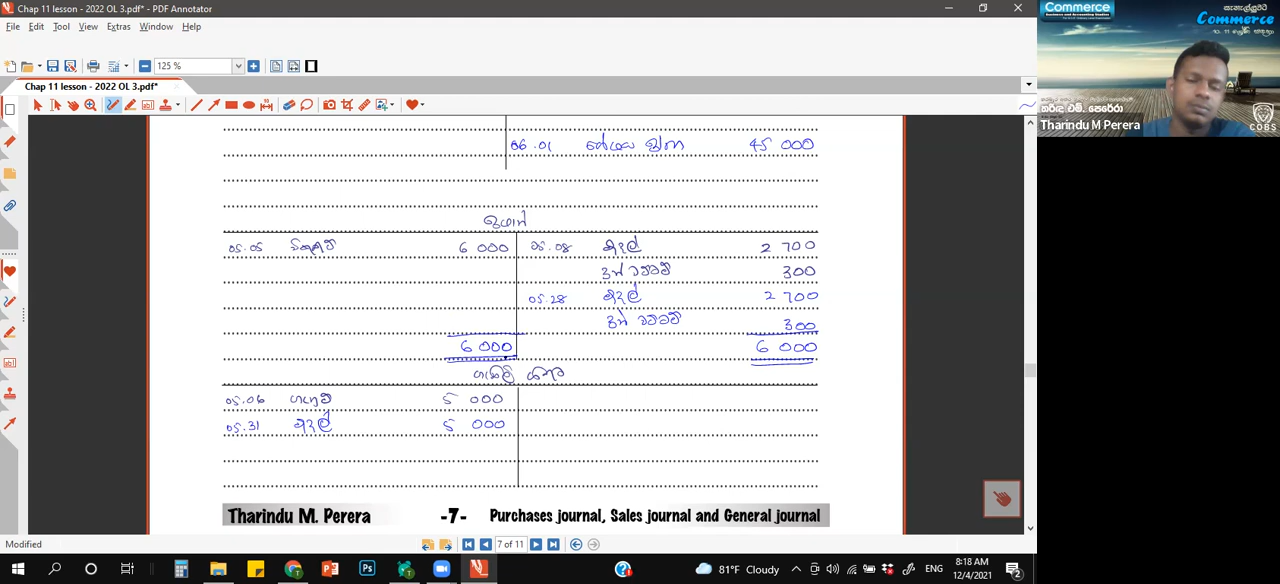 Chap 11 lesson - 2022 OL 3.pdf* - PDF Annotator
File Edit Tool View Extras Window Help
125 %
Chap 11 lesson - 2022 OL 3.pdf*
Commerce
Commerce
තරිඳු එම්. පෙරේරා
Tharindu M Perera
COBS
06.01 45 000
05.05 6 000 05.08 මුදල් 2 700
දුන් වට්ටම් 300
05.28 මුදල් 2 700
දුන් වට්ටම් 300
6 000 6 000
05.06 ගැනුම් 5 000
05.31 මුදල් 5 000
Tharindu M. Perera -7- Purchases journal, Sales journal and General journal
Modified
7 of 11
81°F Cloudy ENG 8:18 AM
12/4/2021
2